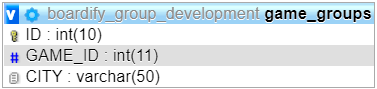 v boardify_group_development game_groups
ID : int(10)
# GAME_ID : int(11)
CITY : varchar(50)